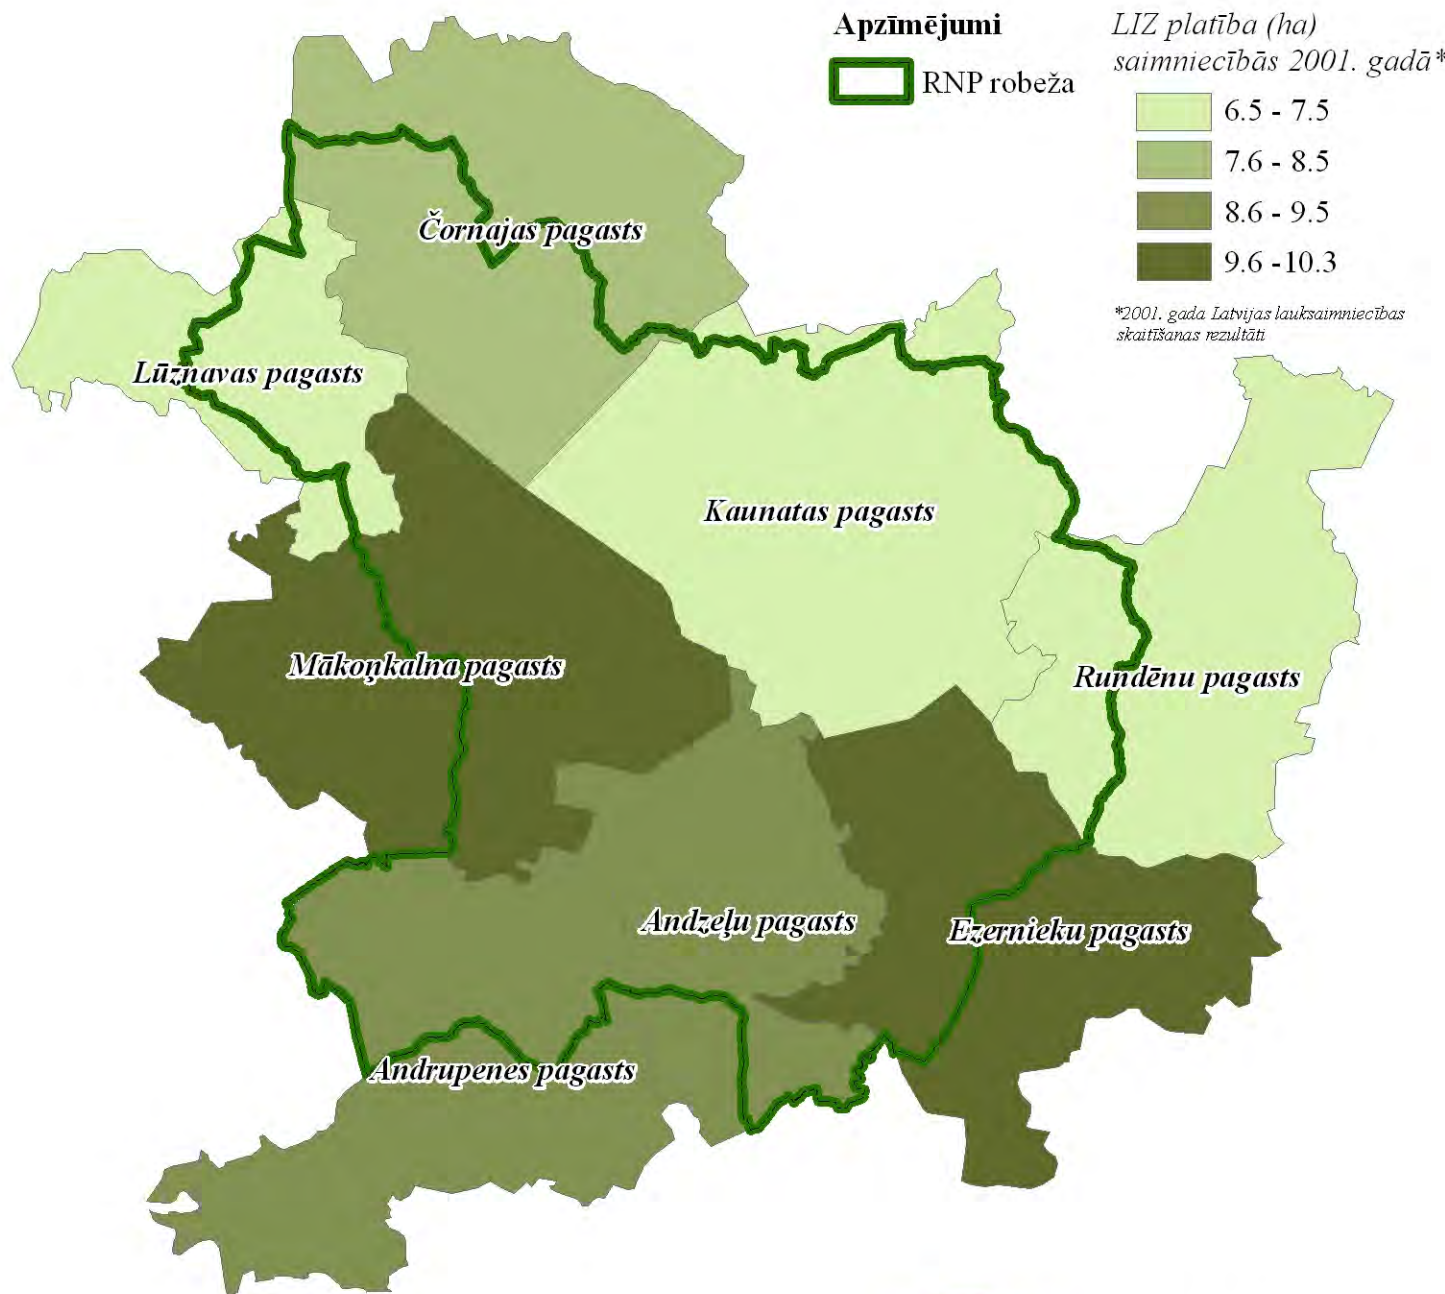 Apzīmējumi
RNP robeža
LIZ platība (ha)
saimniecībās 2001. gadā*
6.5 - 7.5
7.6 - 8.5
8.6 - 9.5
9.6 -10.3
*2001. gada Latvijas lauksaimniecības
skaitīšanas rezultāti
Čornajas pagasts
Lūznavas pagasts
Kaunatas pagasts
Mākoņkalna pagasts
Rundēnu pagasts
Andzeļu pagasts
Ezernieku pagasts
Andrupenes pagasts